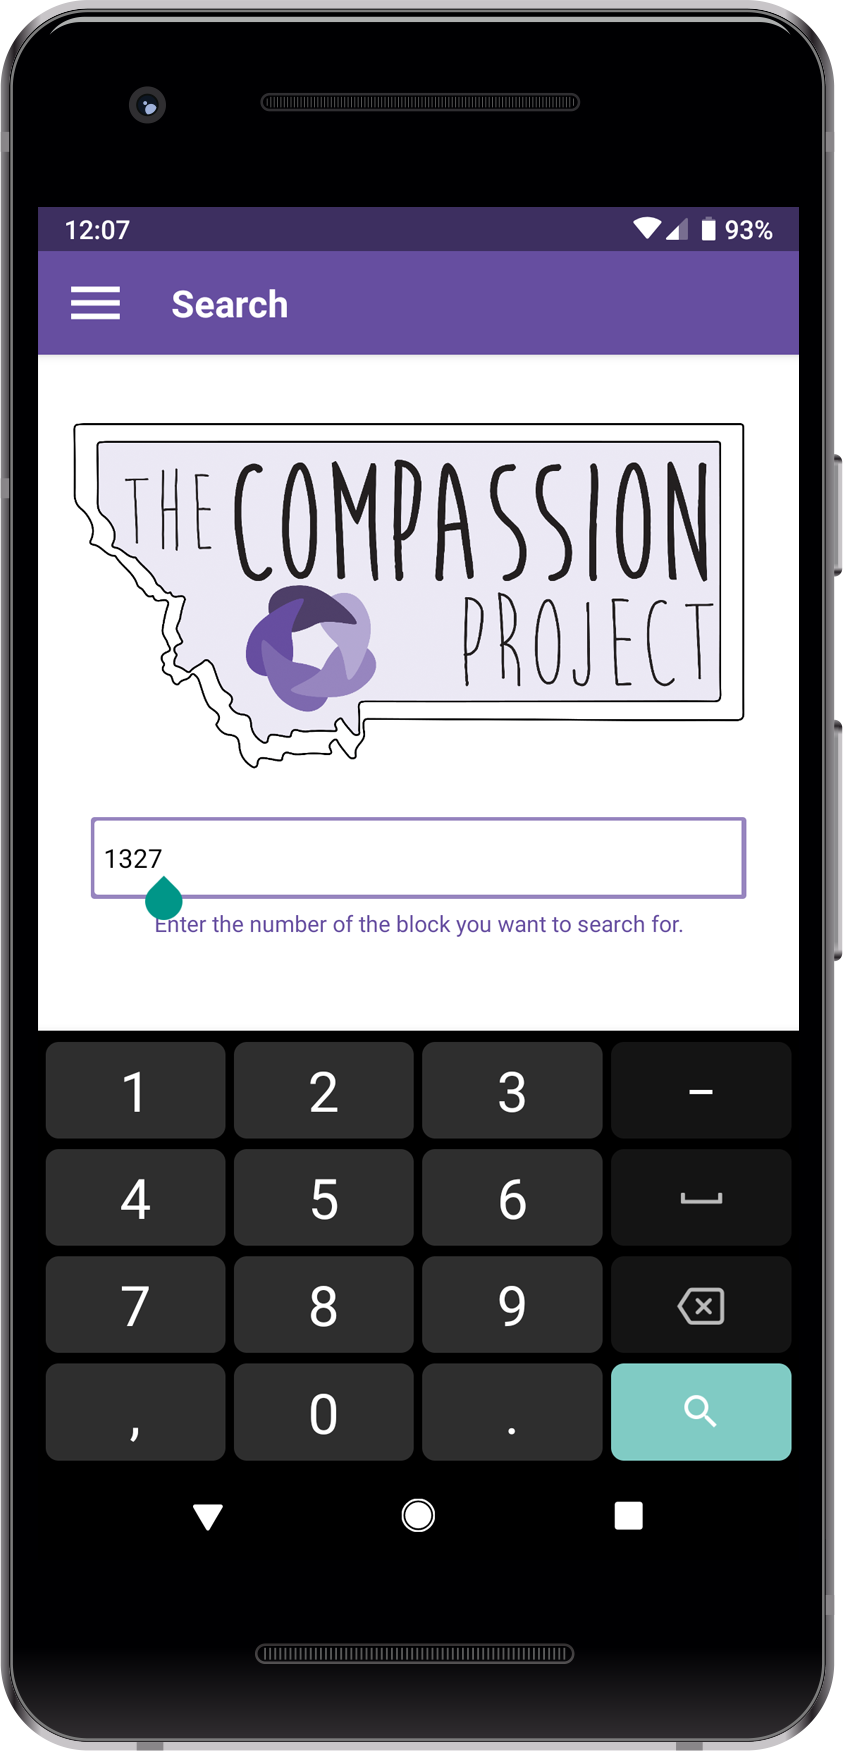 12:07 93%
Search
THE COMPASSION
PROJECT
1327
Enter the number of the block you want to search for.
1 2 3 –
4 5 6
7 8 9
, 0 .